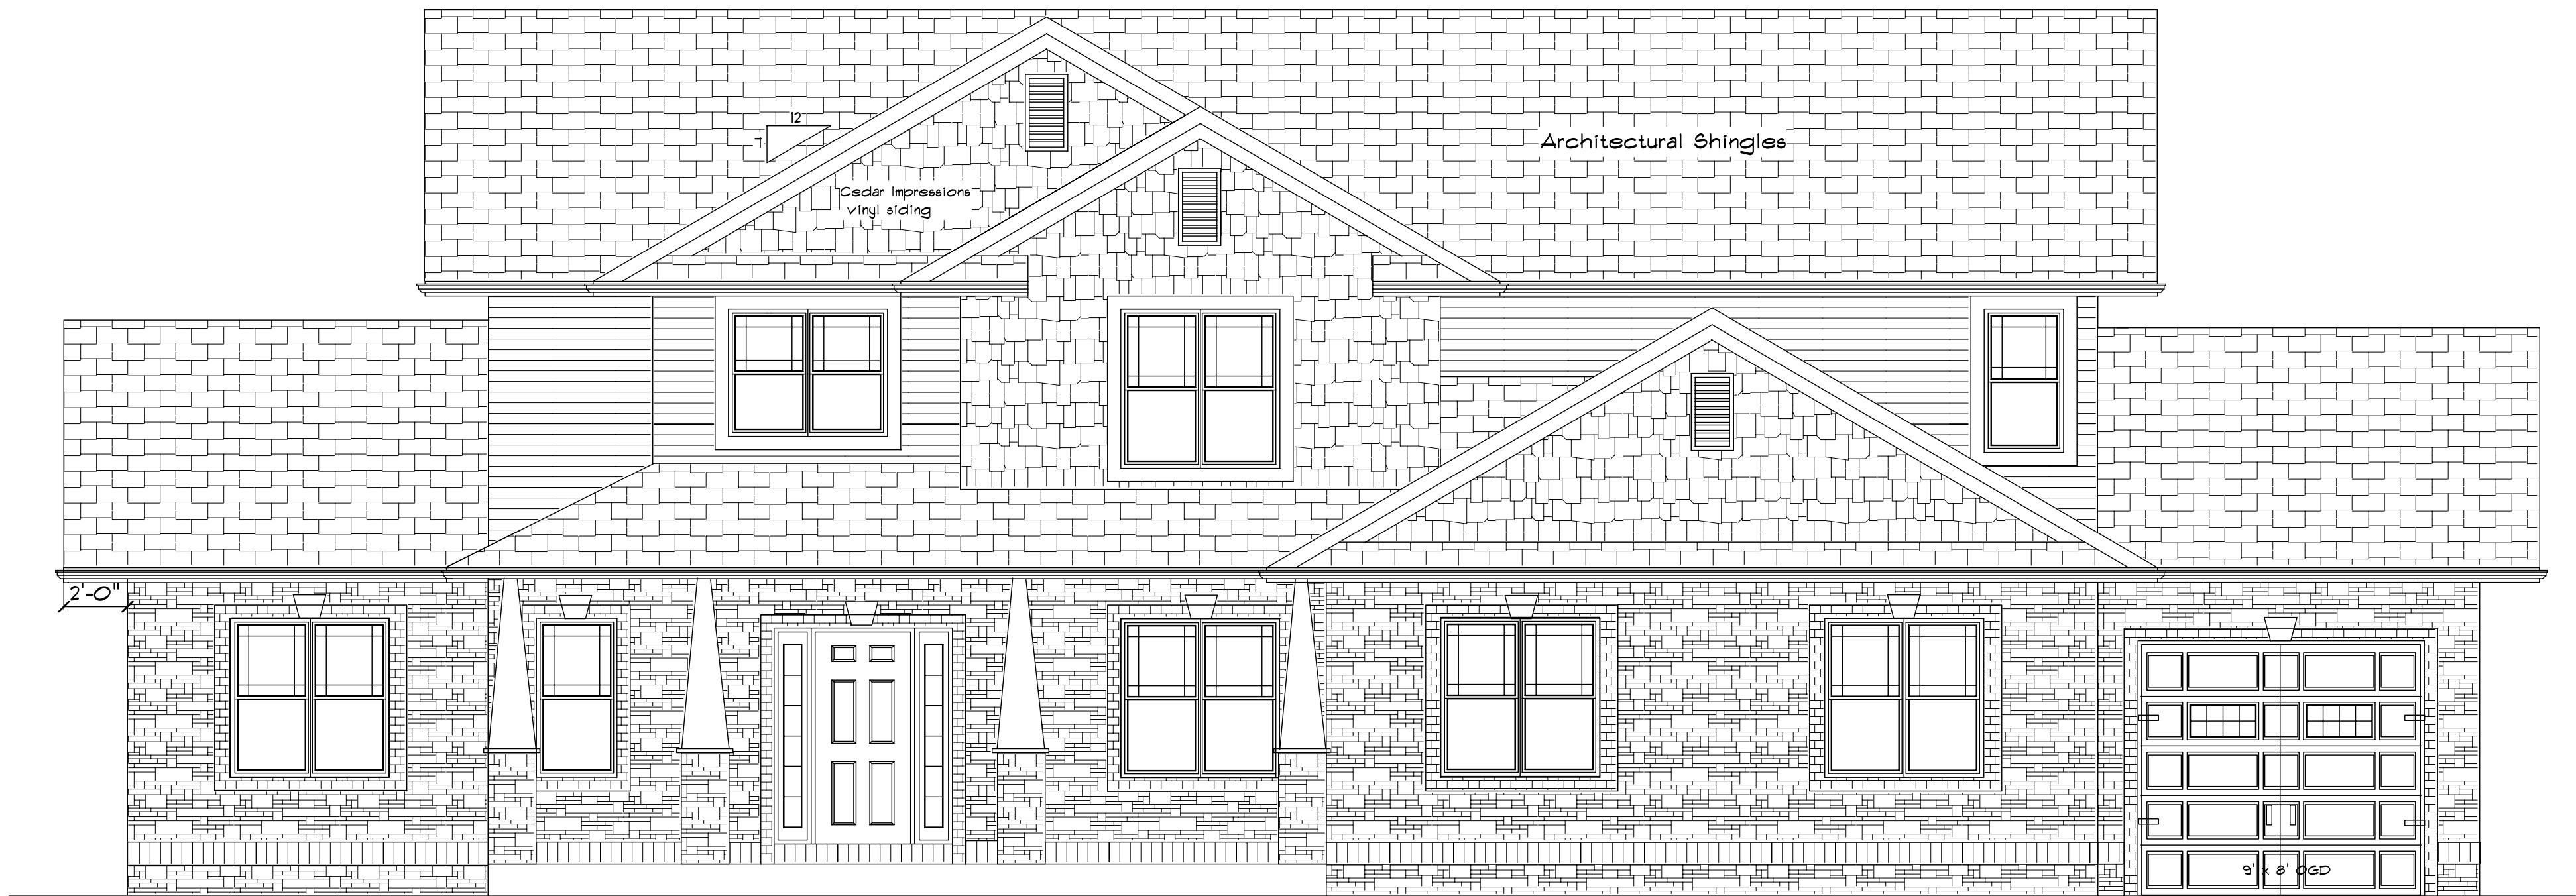 12
7
Architectural Shingles
Cedar Impressions
vinyl siding
2'-0"
9' x 8' OGD